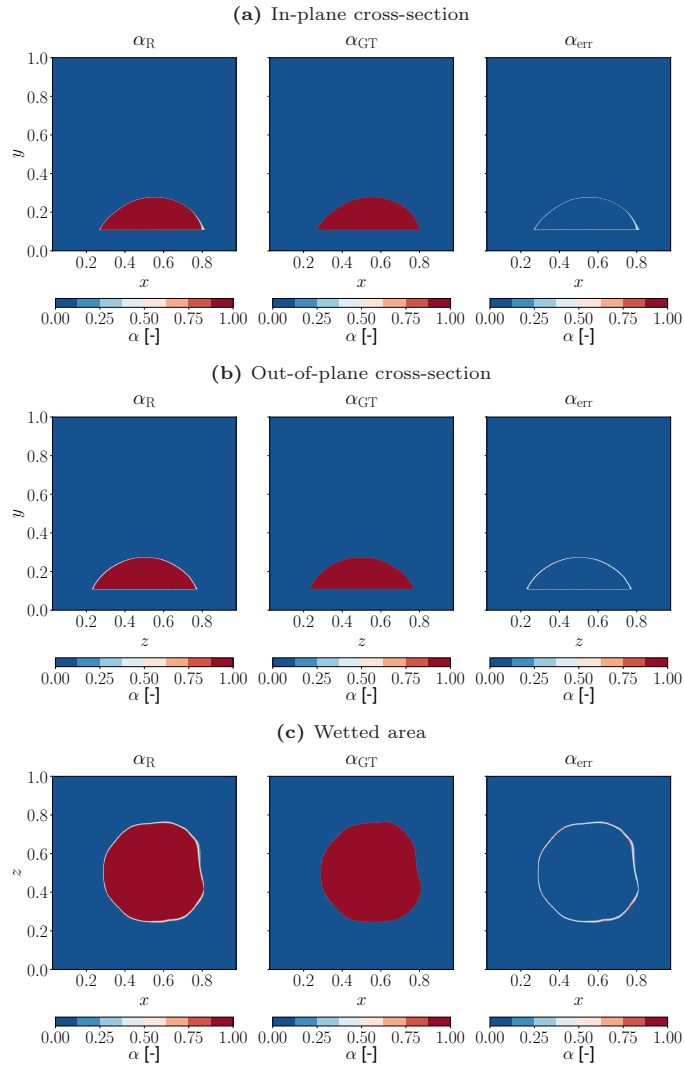 (a) In-plane cross-section
α_R α_GT α_err
1.0
0.8
0.6
y
0.4
0.2
0.0
0.2 0.4 0.6 0.8 0.2 0.4 0.6 0.8 0.2 0.4 0.6 0.8
x x x
0.00 0.25 0.50 0.75 1.00 0.00 0.25 0.50 0.75 1.00 0.00 0.25 0.50 0.75 1.00
α [-] α [-] α [-]
(b) Out-of-plane cross-section
α_R α_GT α_err
1.0
0.8
0.6
y
0.4
0.2
0.0
0.2 0.4 0.6 0.8 0.2 0.4 0.6 0.8 0.2 0.4 0.6 0.8
z z z
0.00 0.25 0.50 0.75 1.00 0.00 0.25 0.50 0.75 1.00 0.00 0.25 0.50 0.75 1.00
α [-] α [-] α [-]
(c) Wetted area
α_R α_GT α_err
1.0
0.8
0.6
z
0.4
0.2
0.0
0.2 0.4 0.6 0.8 0.2 0.4 0.6 0.8 0.2 0.4 0.6 0.8
x x x
0.00 0.25 0.50 0.75 1.00 0.00 0.25 0.50 0.75 1.00 0.00 0.25 0.50 0.75 1.00
α [-] α [-] α [-]